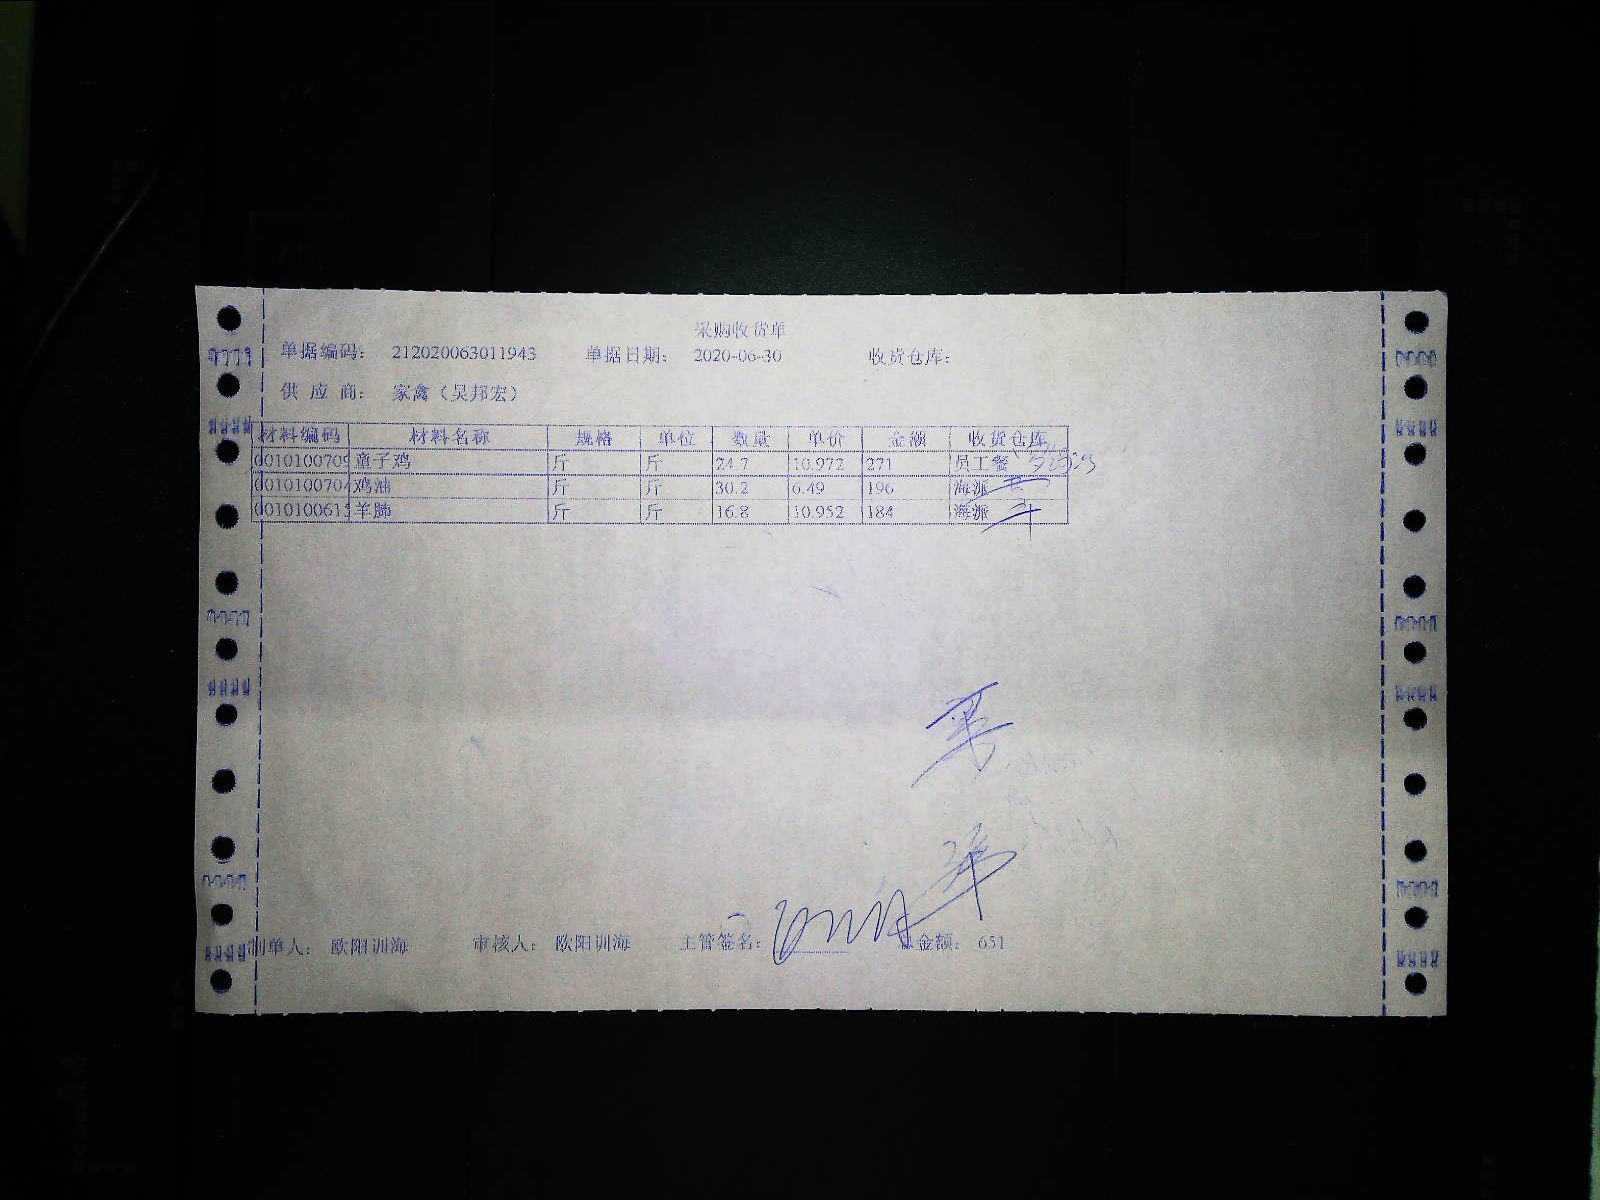 采购收货单
单据编码： 212020063011943 单据日期： 2020-06-30 收货仓库：
供 应 商： 家禽（吴邦宏）
材料编码 材料名称 规格 单位 数量 单价 金额 收货仓库
童子鸡 斤 斤 24.7 10.972 271 员工餐
鸡油 斤 斤 30.2 6.49 196 海派
羊肺 斤 斤 16.8 10.952 184 海派
制单人： 欧阳训海 审核人： 欧阳训海 主管签名： 金额： 651